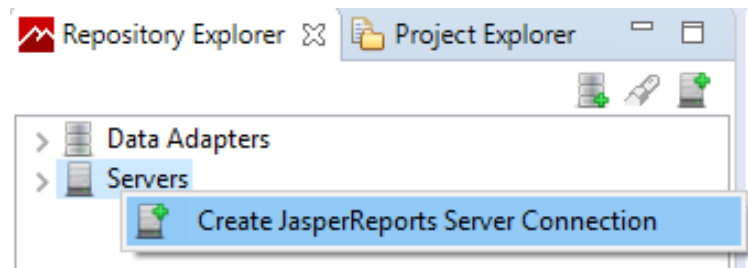 Repository Explorer Project Explorer
Data Adapters
Servers
Create JasperReports Server Connection